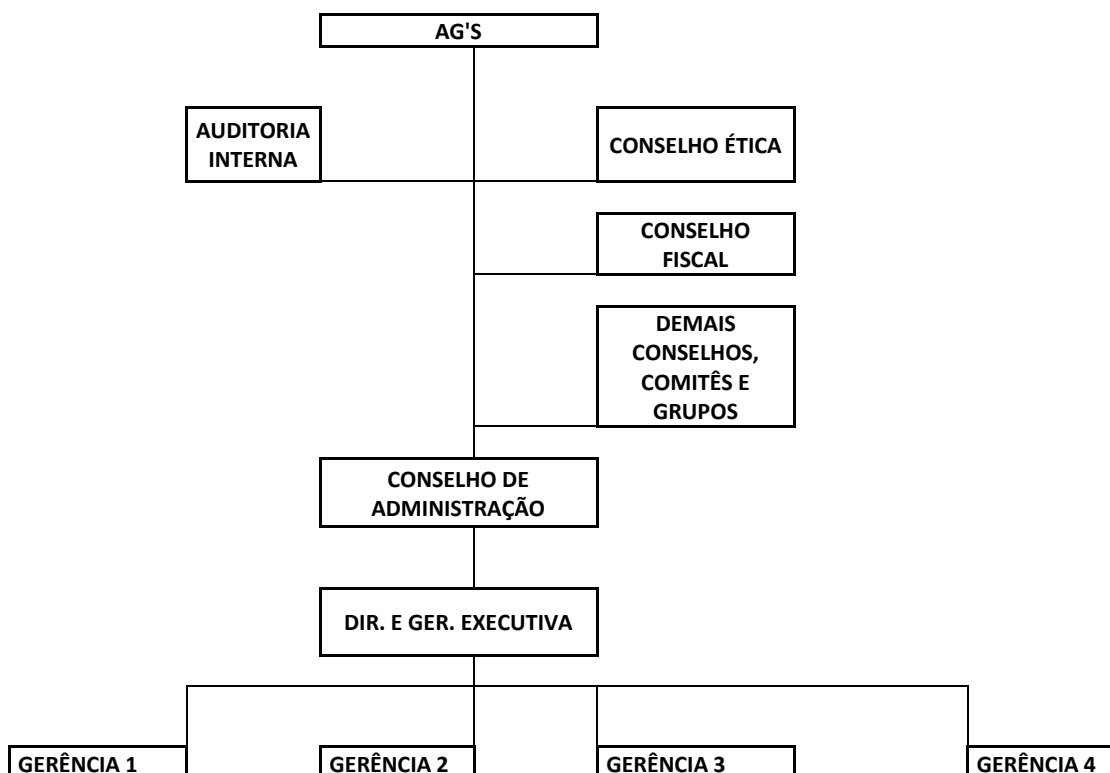 AG'S
AUDITORIA
INTERNA
CONSELHO ÉTICA
CONSELHO
FISCAL
DEMAIS
CONSELHOS,
COMITÊS E
GRUPOS
CONSELHO DE
ADMINISTRAÇÃO
DIR. E GER. EXECUTIVA
GERÊNCIA 1
GERÊNCIA 2
GERÊNCIA 3
GERÊNCIA 4